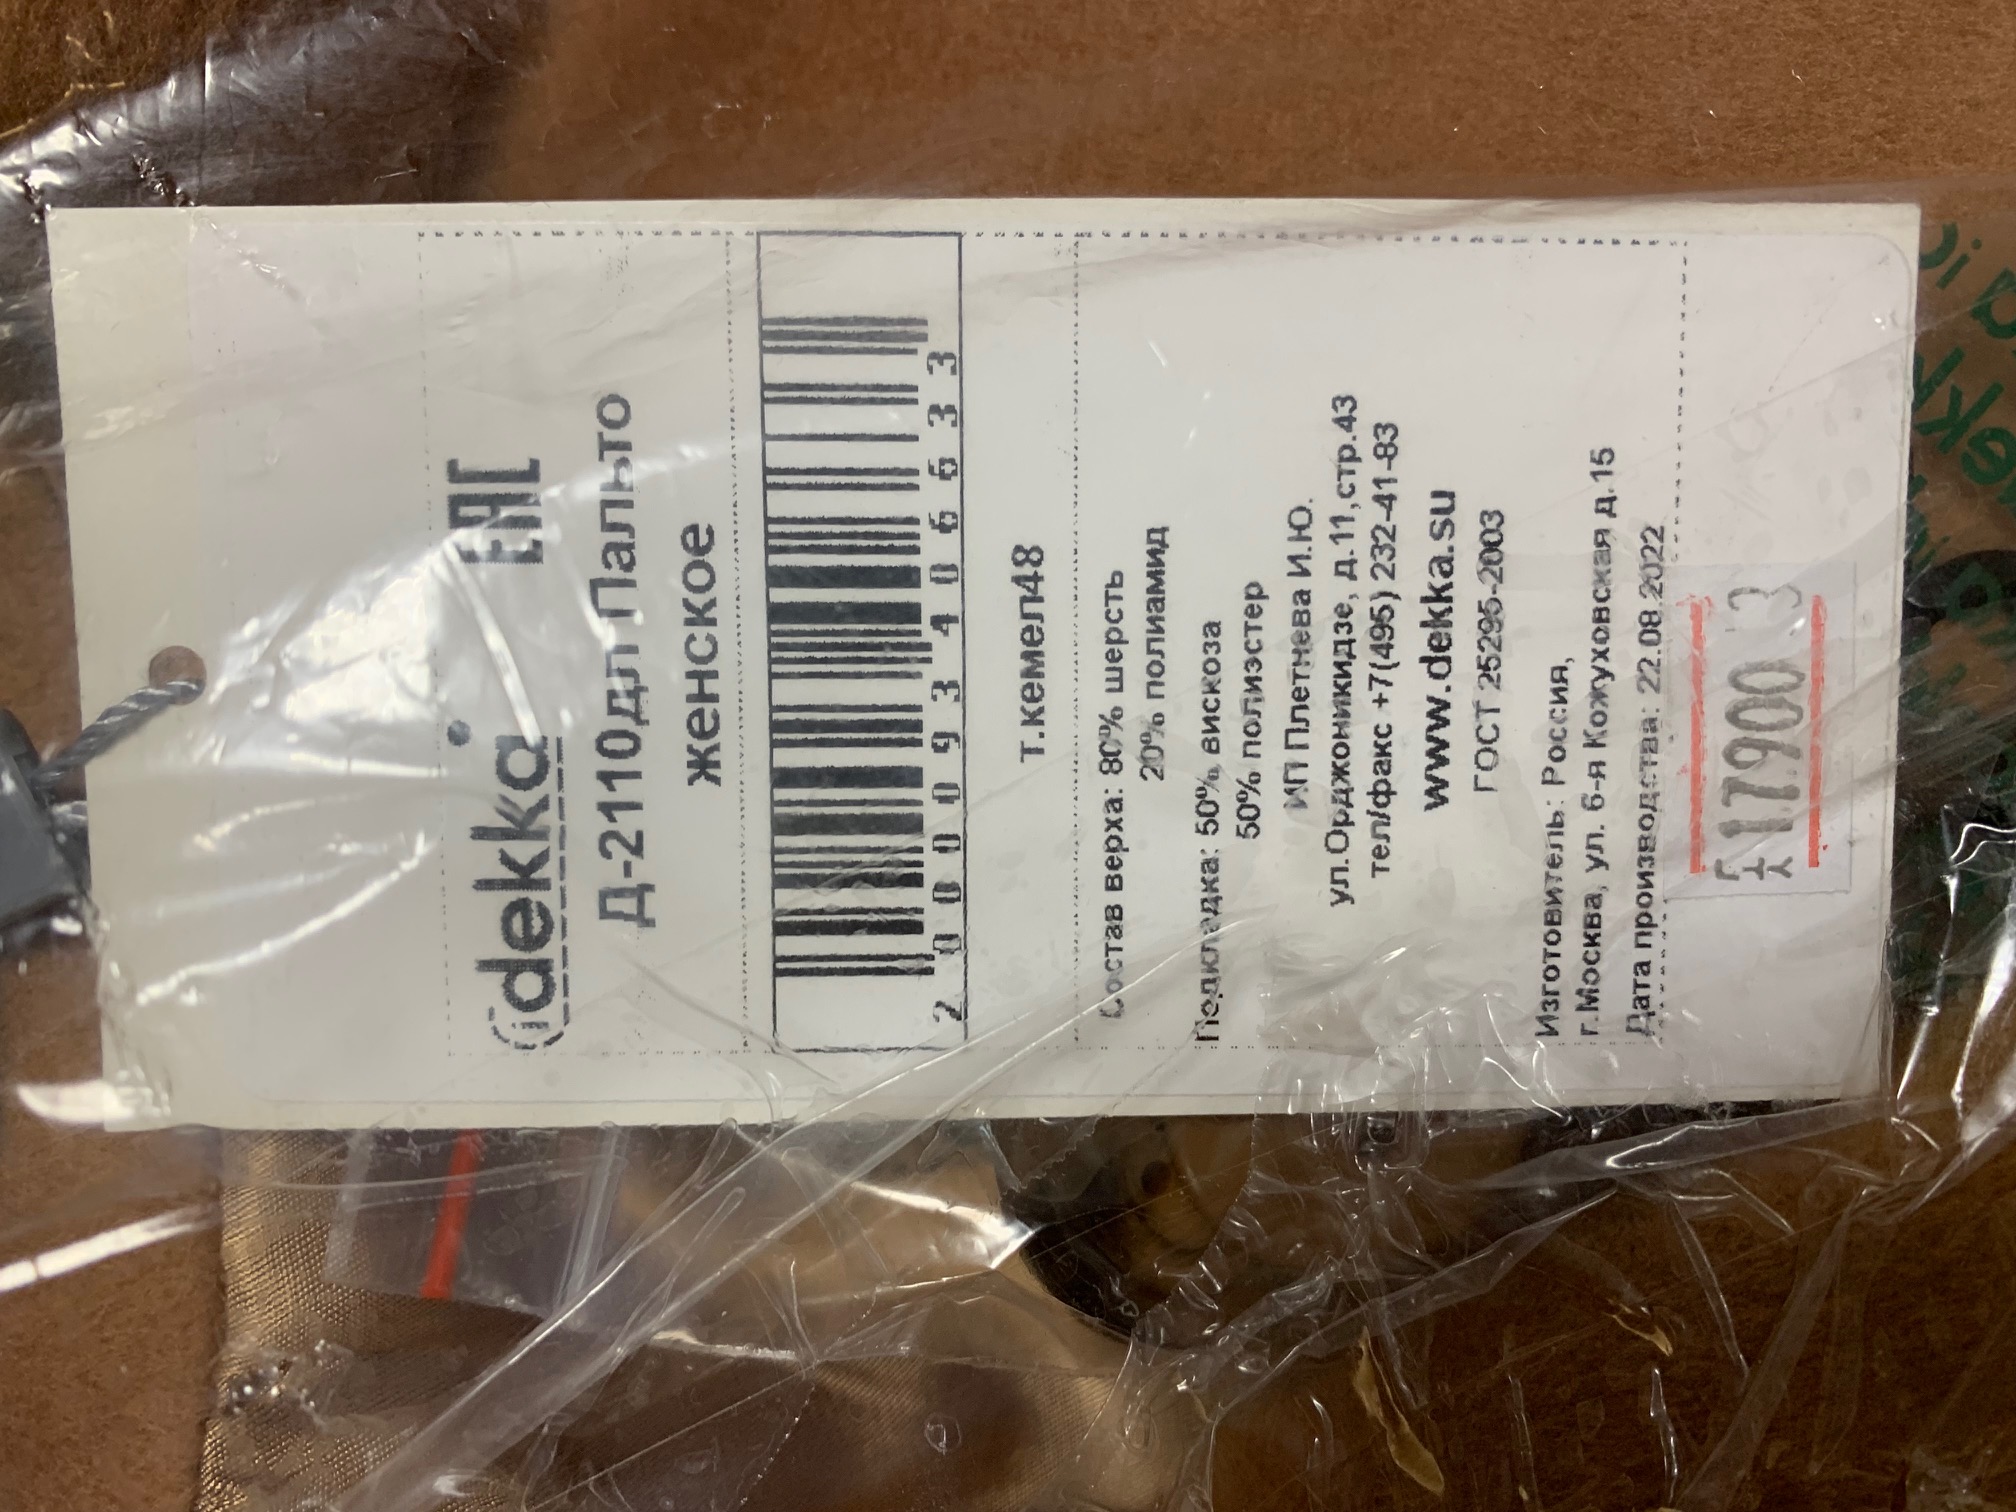 idekka EAC
Д-2110дл Пальто
женское
2000093406633
т.кемел48
Состав верха: 80% шерсть
20% полиамид
Подкладка: 50% вискоза
50% полиэстер
ИП Плетнева И.Ю.
ул.Орджоникидзе, д.11,стр.43
тел/факс +7(495) 232-41-83
www.dekka.su
ГОСТ 25295-2003
Изготовитель: Россия,
г.Москва, ул. 6-я Кожуховская д.15
Дата производства: 22.08.2022
17900